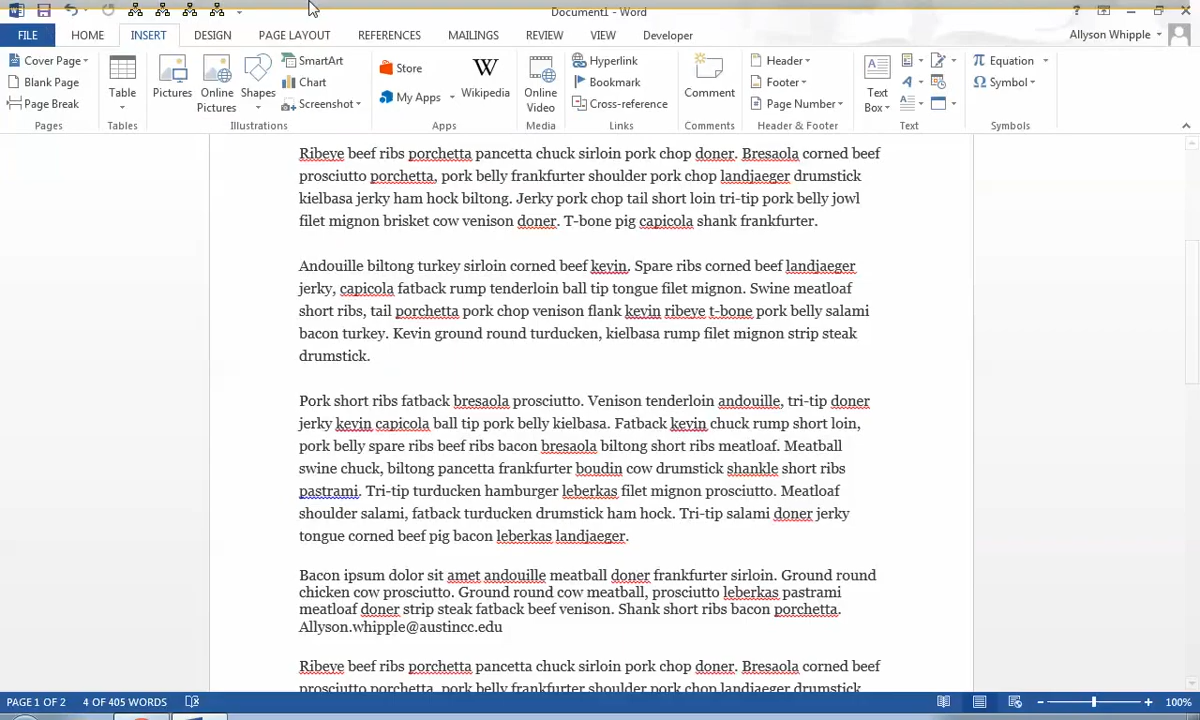 Document1 - Word
?
FILE HOME INSERT DESIGN PAGE LAYOUT REFERENCES MAILINGS REVIEW VIEW Developer Allyson Whipple
Cover Page
Blank Page
Page Break
Pages
Table
Tables
Pictures
Online Pictures
Shapes
SmartArt
Chart
Screenshot
Illustrations
Store
My Apps
W
Wikipedia
Apps
Online Video
Media
Hyperlink
Bookmark
Cross-reference
Links
Comment
Comments
Header
Footer
Page Number
Header & Footer
A
Text Box
Text
π Equation
Ω Symbol
Symbols
Ribeye beef ribs porchetta pancetta chuck sirloin pork chop doner. Bresaola corned beef
prosciutto porchetta, pork belly frankfurter shoulder pork chop landjaeger drumstick
kielbasa jerky ham hock biltong. Jerky pork chop tail short loin tri-tip pork belly jowl
filet mignon brisket cow venison doner. T-bone pig capicola shank frankfurter.
Andouille biltong turkey sirloin corned beef kevin. Spare ribs corned beef landjaeger
jerky, capicola fatback rump tenderloin ball tip tongue filet mignon. Swine meatloaf
short ribs, tail porchetta pork chop venison flank kevin ribeye t-bone pork belly salami
bacon turkey. Kevin ground round turducken, kielbasa rump filet mignon strip steak
drumstick.
Pork short ribs fatback bresaola prosciutto. Venison tenderloin andouille, tri-tip doner
jerky kevin capicola ball tip pork belly kielbasa. Fatback kevin chuck rump short loin,
pork belly spare ribs beef ribs bacon bresaola biltong short ribs meatloaf. Meatball
swine chuck, biltong pancetta frankfurter boudin cow drumstick shankle short ribs
pastrami. Tri-tip turducken hamburger leberkas filet mignon prosciutto. Meatloaf
shoulder salami, fatback turducken drumstick ham hock. Tri-tip salami doner jerky
tongue corned beef pig bacon leberkas landjaeger.
Bacon ipsum dolor sit amet andouille meatball doner frankfurter sirloin. Ground round
chicken cow prosciutto. Ground round cow meatball, prosciutto leberkas pastrami
meatloaf doner strip steak fatback beef venison. Shank short ribs bacon porchetta.
Allyson.whipple@austincc.edu
Ribeye beef ribs porchetta pancetta chuck sirloin pork chop doner. Bresaola corned beef
prosciutto porchetta, pork belly frankfurter shoulder pork chop landjaeger drumstick
PAGE 1 OF 2 4 OF 405 WORDS 100%